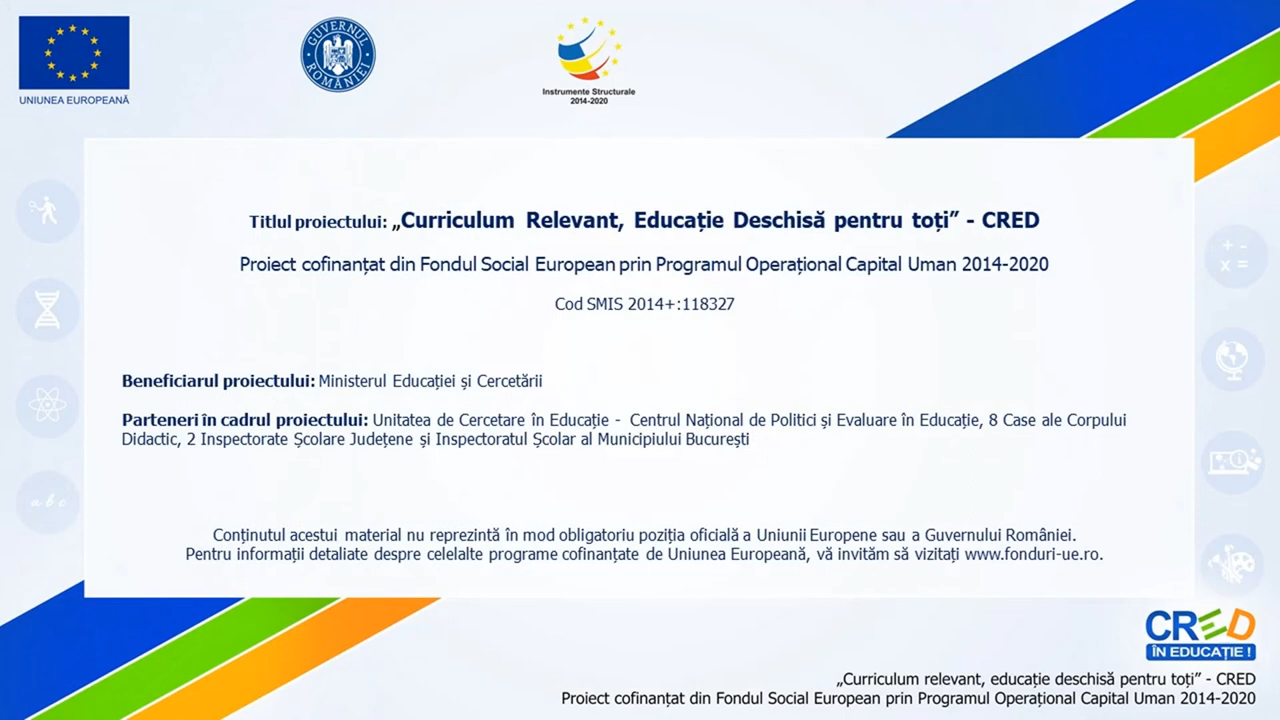 UNIUNEA EUROPEANĂ
GUVERNUL ROMÂNIEI
Instrumente Structurale
2014-2020
Titlul proiectului: „Curriculum Relevant, Educație Deschisă pentru toți” - CRED
Proiect cofinanțat din Fondul Social European prin Programul Operațional Capital Uman 2014-2020
Cod SMIS 2014+:118327
Beneficiarul proiectului: Ministerul Educației și Cercetării
Parteneri în cadrul proiectului: Unitatea de Cercetare în Educație - Centrul Național de Politici și Evaluare în Educație, 8 Case ale Corpului
Didactic, 2 Inspectorate Școlare Județene și Inspectoratul Școlar al Municipiului București
a b c
+ -
x =
Conținutul acestui material nu reprezintă în mod obligatoriu poziția oficială a Uniunii Europene sau a Guvernului României.
Pentru informații detaliate despre celelalte programe cofinanțate de Uniunea Europeană, vă invităm să vizitați www.fonduri-ue.ro.
CRED
ÎN EDUCAȚIE !
„Curriculum relevant, educație deschisă pentru toți” - CRED
Proiect cofinanțat din Fondul Social European prin Programul Operațional Capital Uman 2014-2020